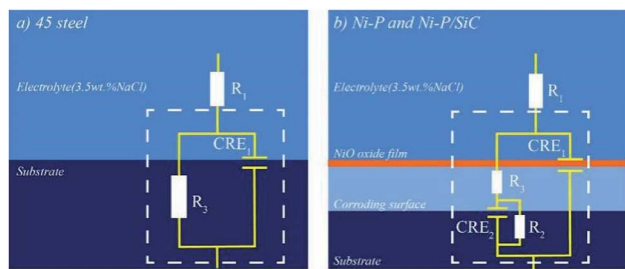 a) 45 steel
Electrolyte(3.5wt.%NaCl)
R1
CRE1
Substrate
R3
b) Ni-P and Ni-P/SiC
Electrolyte(3.5wt.%NaCl)
R1
CRE1
NiO oxide film
R3
Corroding surface
CRE2
R2
Substrate